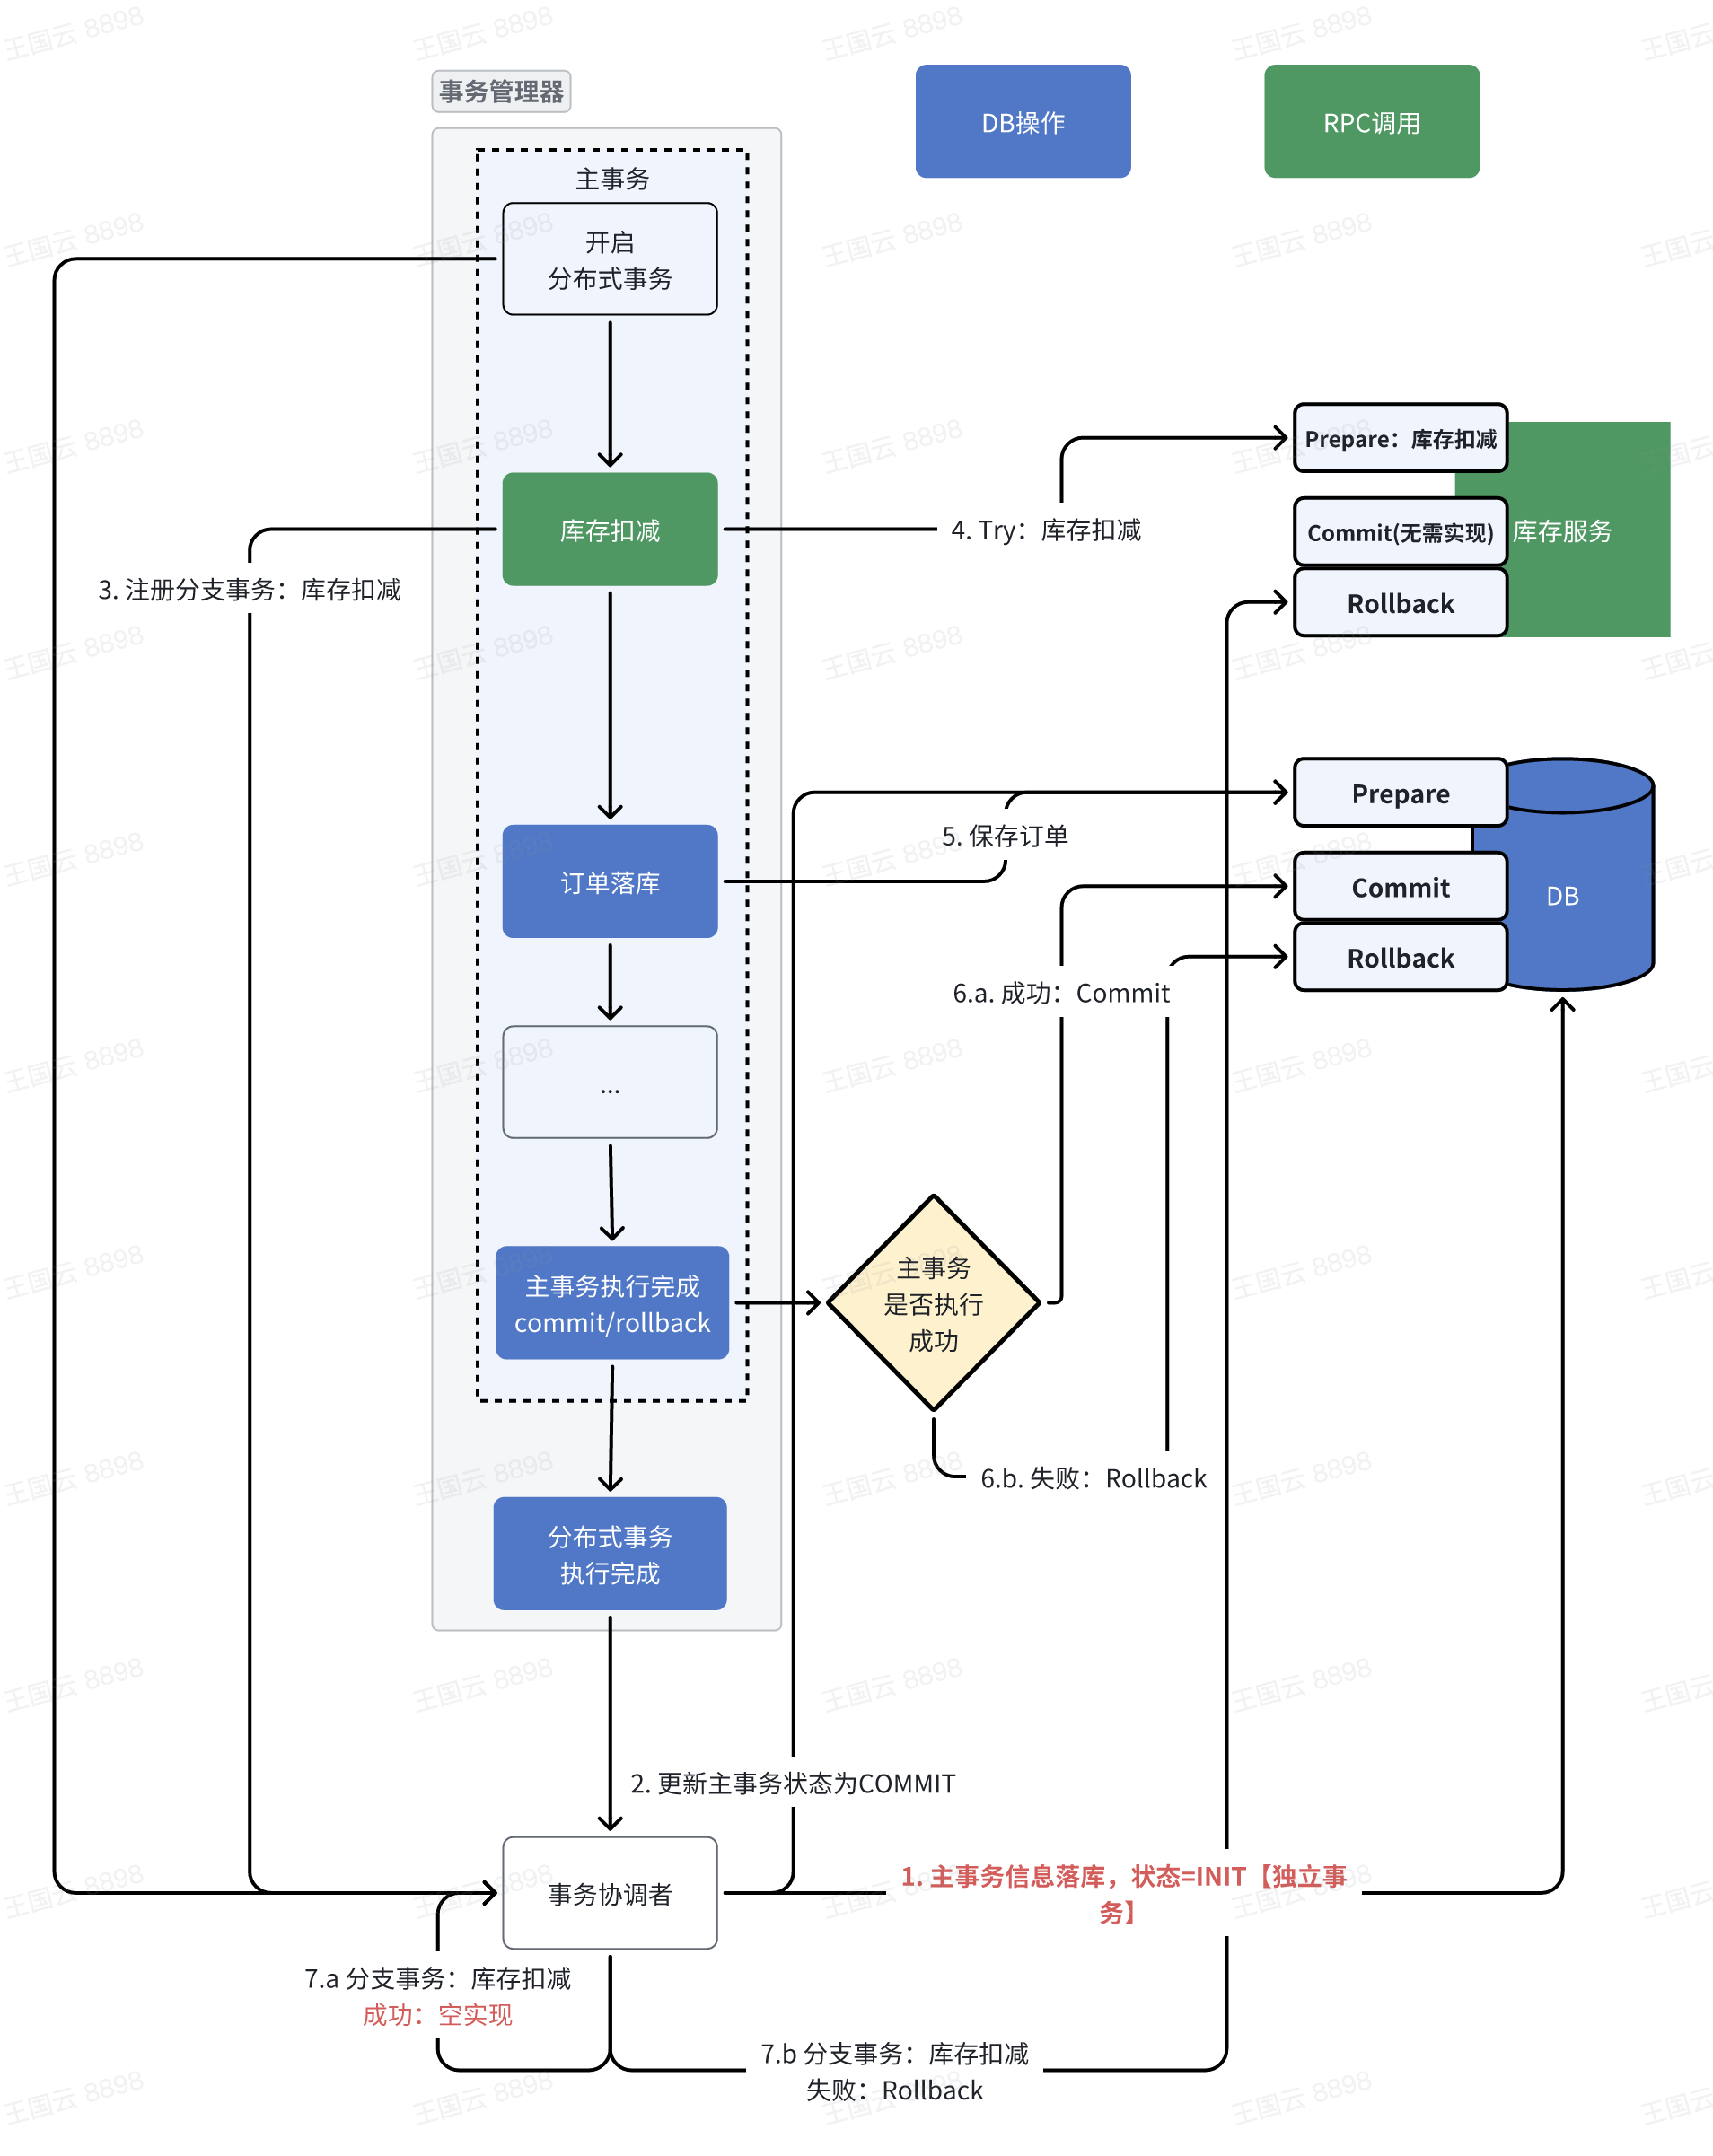 事务管理器
DB操作
RPC调用
主事务
开启
分布式事务
Prepare：库存扣减
库存扣减
4. Try：库存扣减
Commit(无需实现)
库存服务
3. 注册分支事务：库存扣减
Rollback
Prepare
5. 保存订单
订单落库
Commit
DB
Rollback
6.a. 成功：Commit
...
主事务执行完成
commit/rollback
主事务
是否执行
成功
6.b. 失败：Rollback
分布式事务
执行完成
2. 更新主事务状态为COMMIT
1. 主事务信息落库，状态=INIT【独立事
务】
事务协调者
7.a 分支事务：库存扣减
成功：空实现
7.b 分支事务：库存扣减
失败：Rollback
王国云 8898